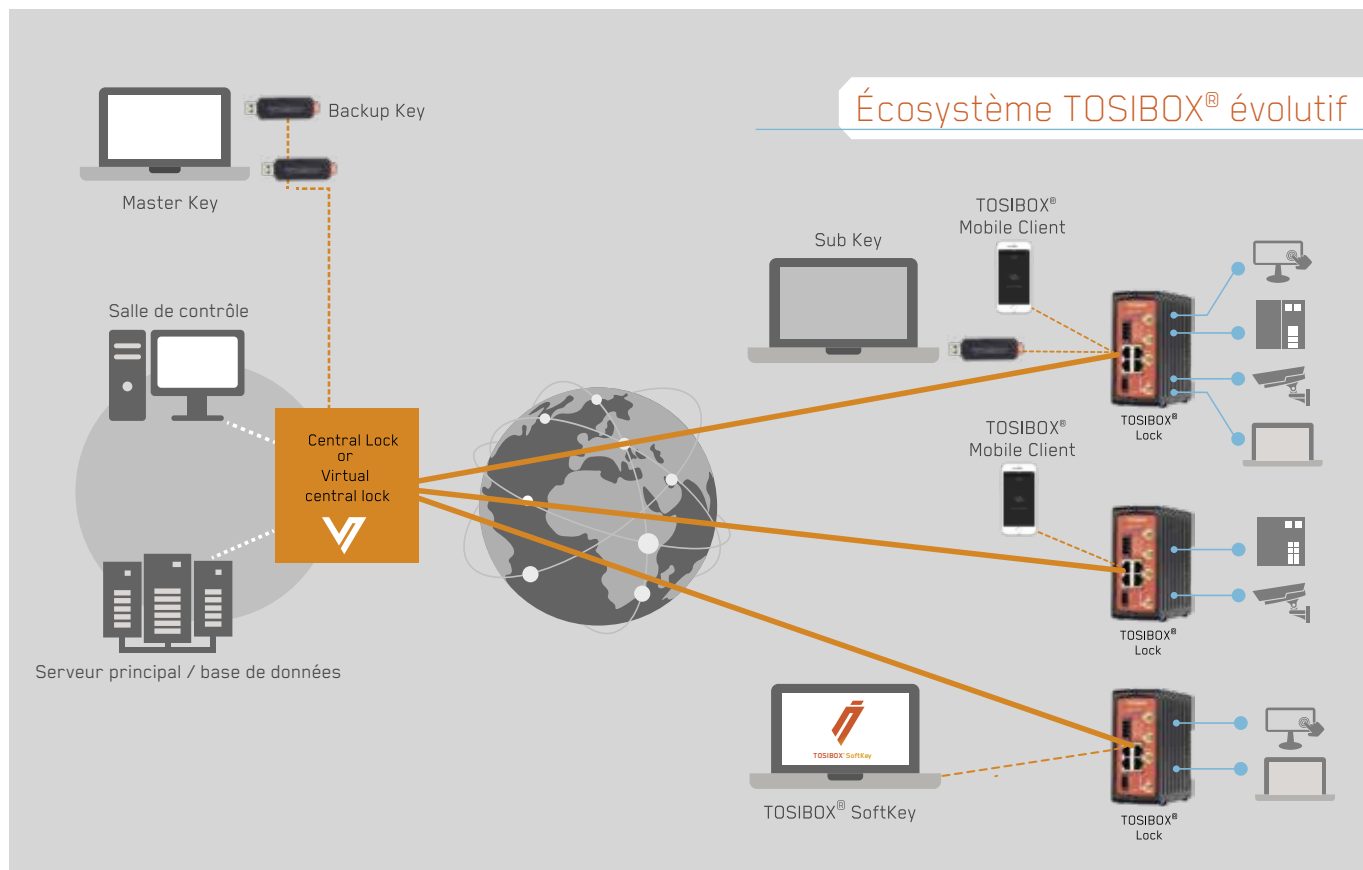 Écosystème TOSIBOX® évolutif
Backup Key
Master Key
Salle de contrôle
Central Lock
or
Virtual
central lock
Serveur principal / base de données
Sub Key
TOSIBOX®
Mobile Client
TOSIBOX®
Lock
TOSIBOX®
Mobile Client
TOSIBOX®
Lock
TOSIBOX® SoftKey
TOSIBOX® SoftKey
TOSIBOX®
Lock